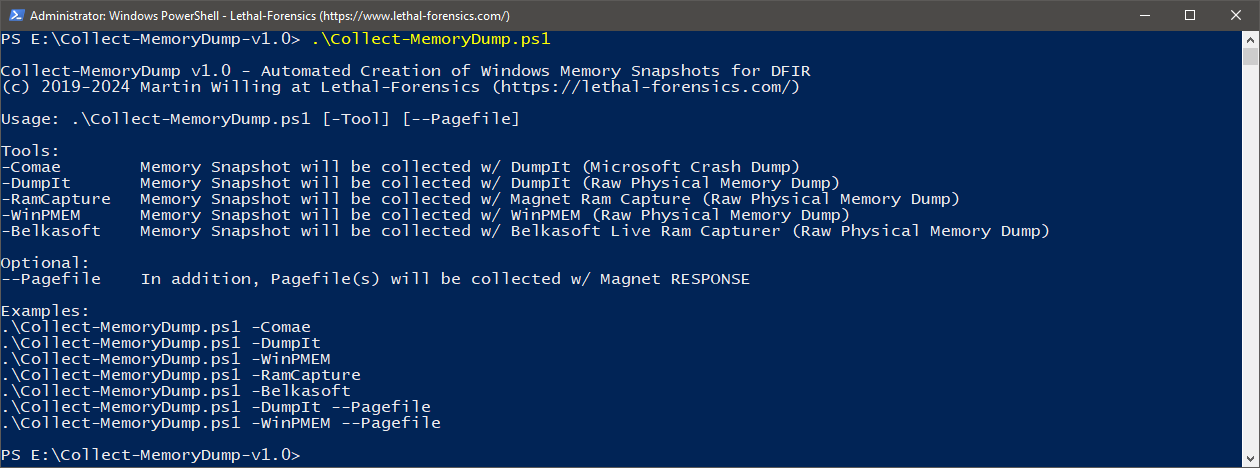 Administrator: Windows PowerShell - Lethal-Forensics (https://www.lethal-forensics.com/)
PS E:\Collect-MemoryDump-v1.0> .\Collect-MemoryDump.ps1
Collect-MemoryDump v1.0 - Automated Creation of Windows Memory Snapshots for DFIR
(c) 2019-2024 Martin Willing at Lethal-Forensics (https://lethal-forensics.com/)
Usage: .\Collect-MemoryDump.ps1 [-Tool] [--Pagefile]
Tools:
-Comae        Memory Snapshot will be collected w/ DumpIt (Microsoft Crash Dump)
-DumpIt       Memory Snapshot will be collected w/ DumpIt (Raw Physical Memory Dump)
-RamCapture   Memory Snapshot will be collected w/ Magnet Ram Capture (Raw Physical Memory Dump)
-WinPMEM      Memory Snapshot will be collected w/ WinPMEM (Raw Physical Memory Dump)
-Belkasoft    Memory Snapshot will be collected w/ Belkasoft Live Ram Capturer (Raw Physical Memory Dump)
Optional:
--Pagefile    In addition, Pagefile(s) will be collected w/ Magnet RESPONSE
Examples:
.\Collect-MemoryDump.ps1 -Comae
.\Collect-MemoryDump.ps1 -DumpIt
.\Collect-MemoryDump.ps1 -WinPMEM
.\Collect-MemoryDump.ps1 -RamCapture
.\Collect-MemoryDump.ps1 -Belkasoft
.\Collect-MemoryDump.ps1 -DumpIt --Pagefile
.\Collect-MemoryDump.ps1 -WinPMEM --Pagefile
PS E:\Collect-MemoryDump-v1.0>